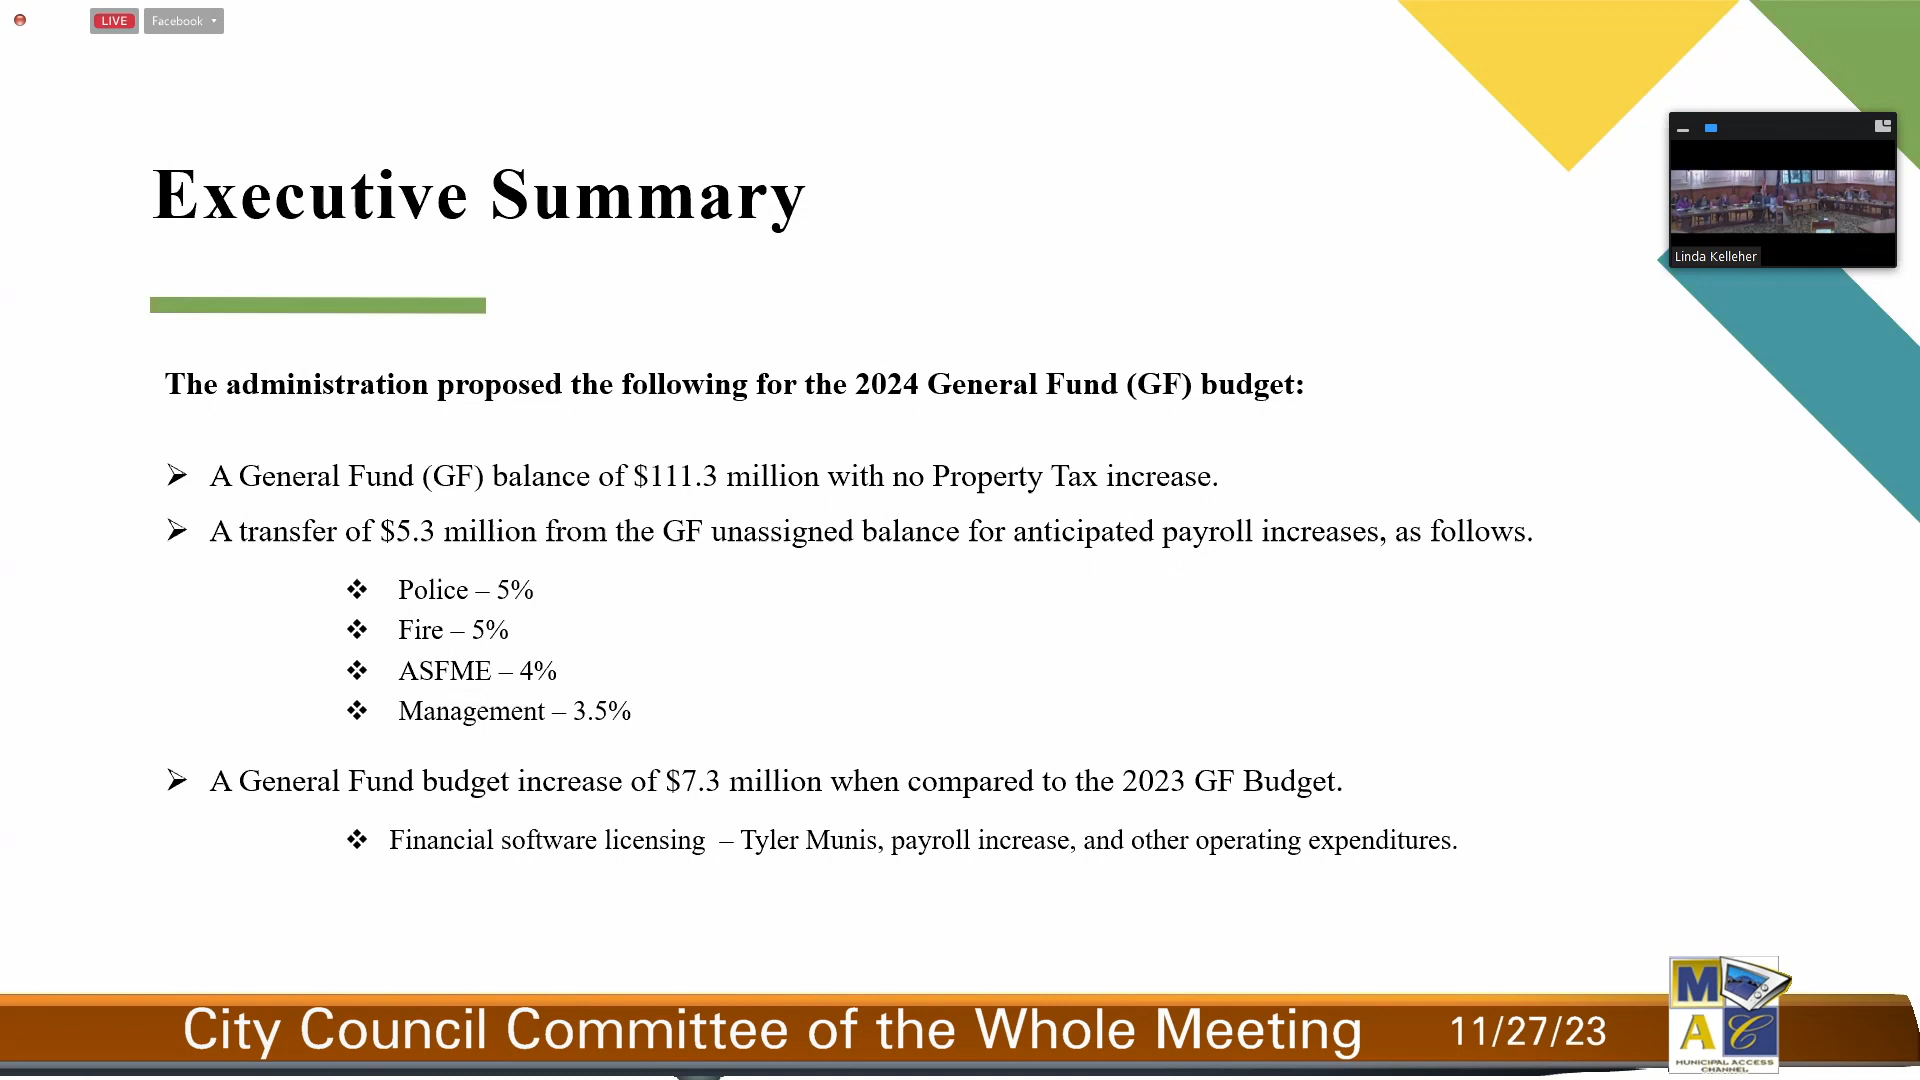 LIVE
Facebook
Executive Summary
Linda Kelleher
The administration proposed the following for the 2024 General Fund (GF) budget:
A General Fund (GF) balance of $111.3 million with no Property Tax increase.
A transfer of $5.3 million from the GF unassigned balance for anticipated payroll increases, as follows.
Police – 5%
Fire – 5%
ASFME – 4%
Management – 3.5%
A General Fund budget increase of $7.3 million when compared to the 2023 GF Budget.
Financial software licensing – Tyler Munis, payroll increase, and other operating expenditures.
City Council Committee of the Whole Meeting 11/27/23
M
A C
MUNICIPAL ACCESS
CHANNEL